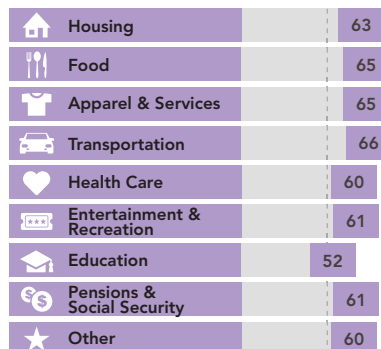 Housing 63
Food 65
Apparel & Services 65
Transportation 66
Health Care 60
Entertainment &
Recreation 61
Education 52
Pensions &
Social Security 61
Other 60